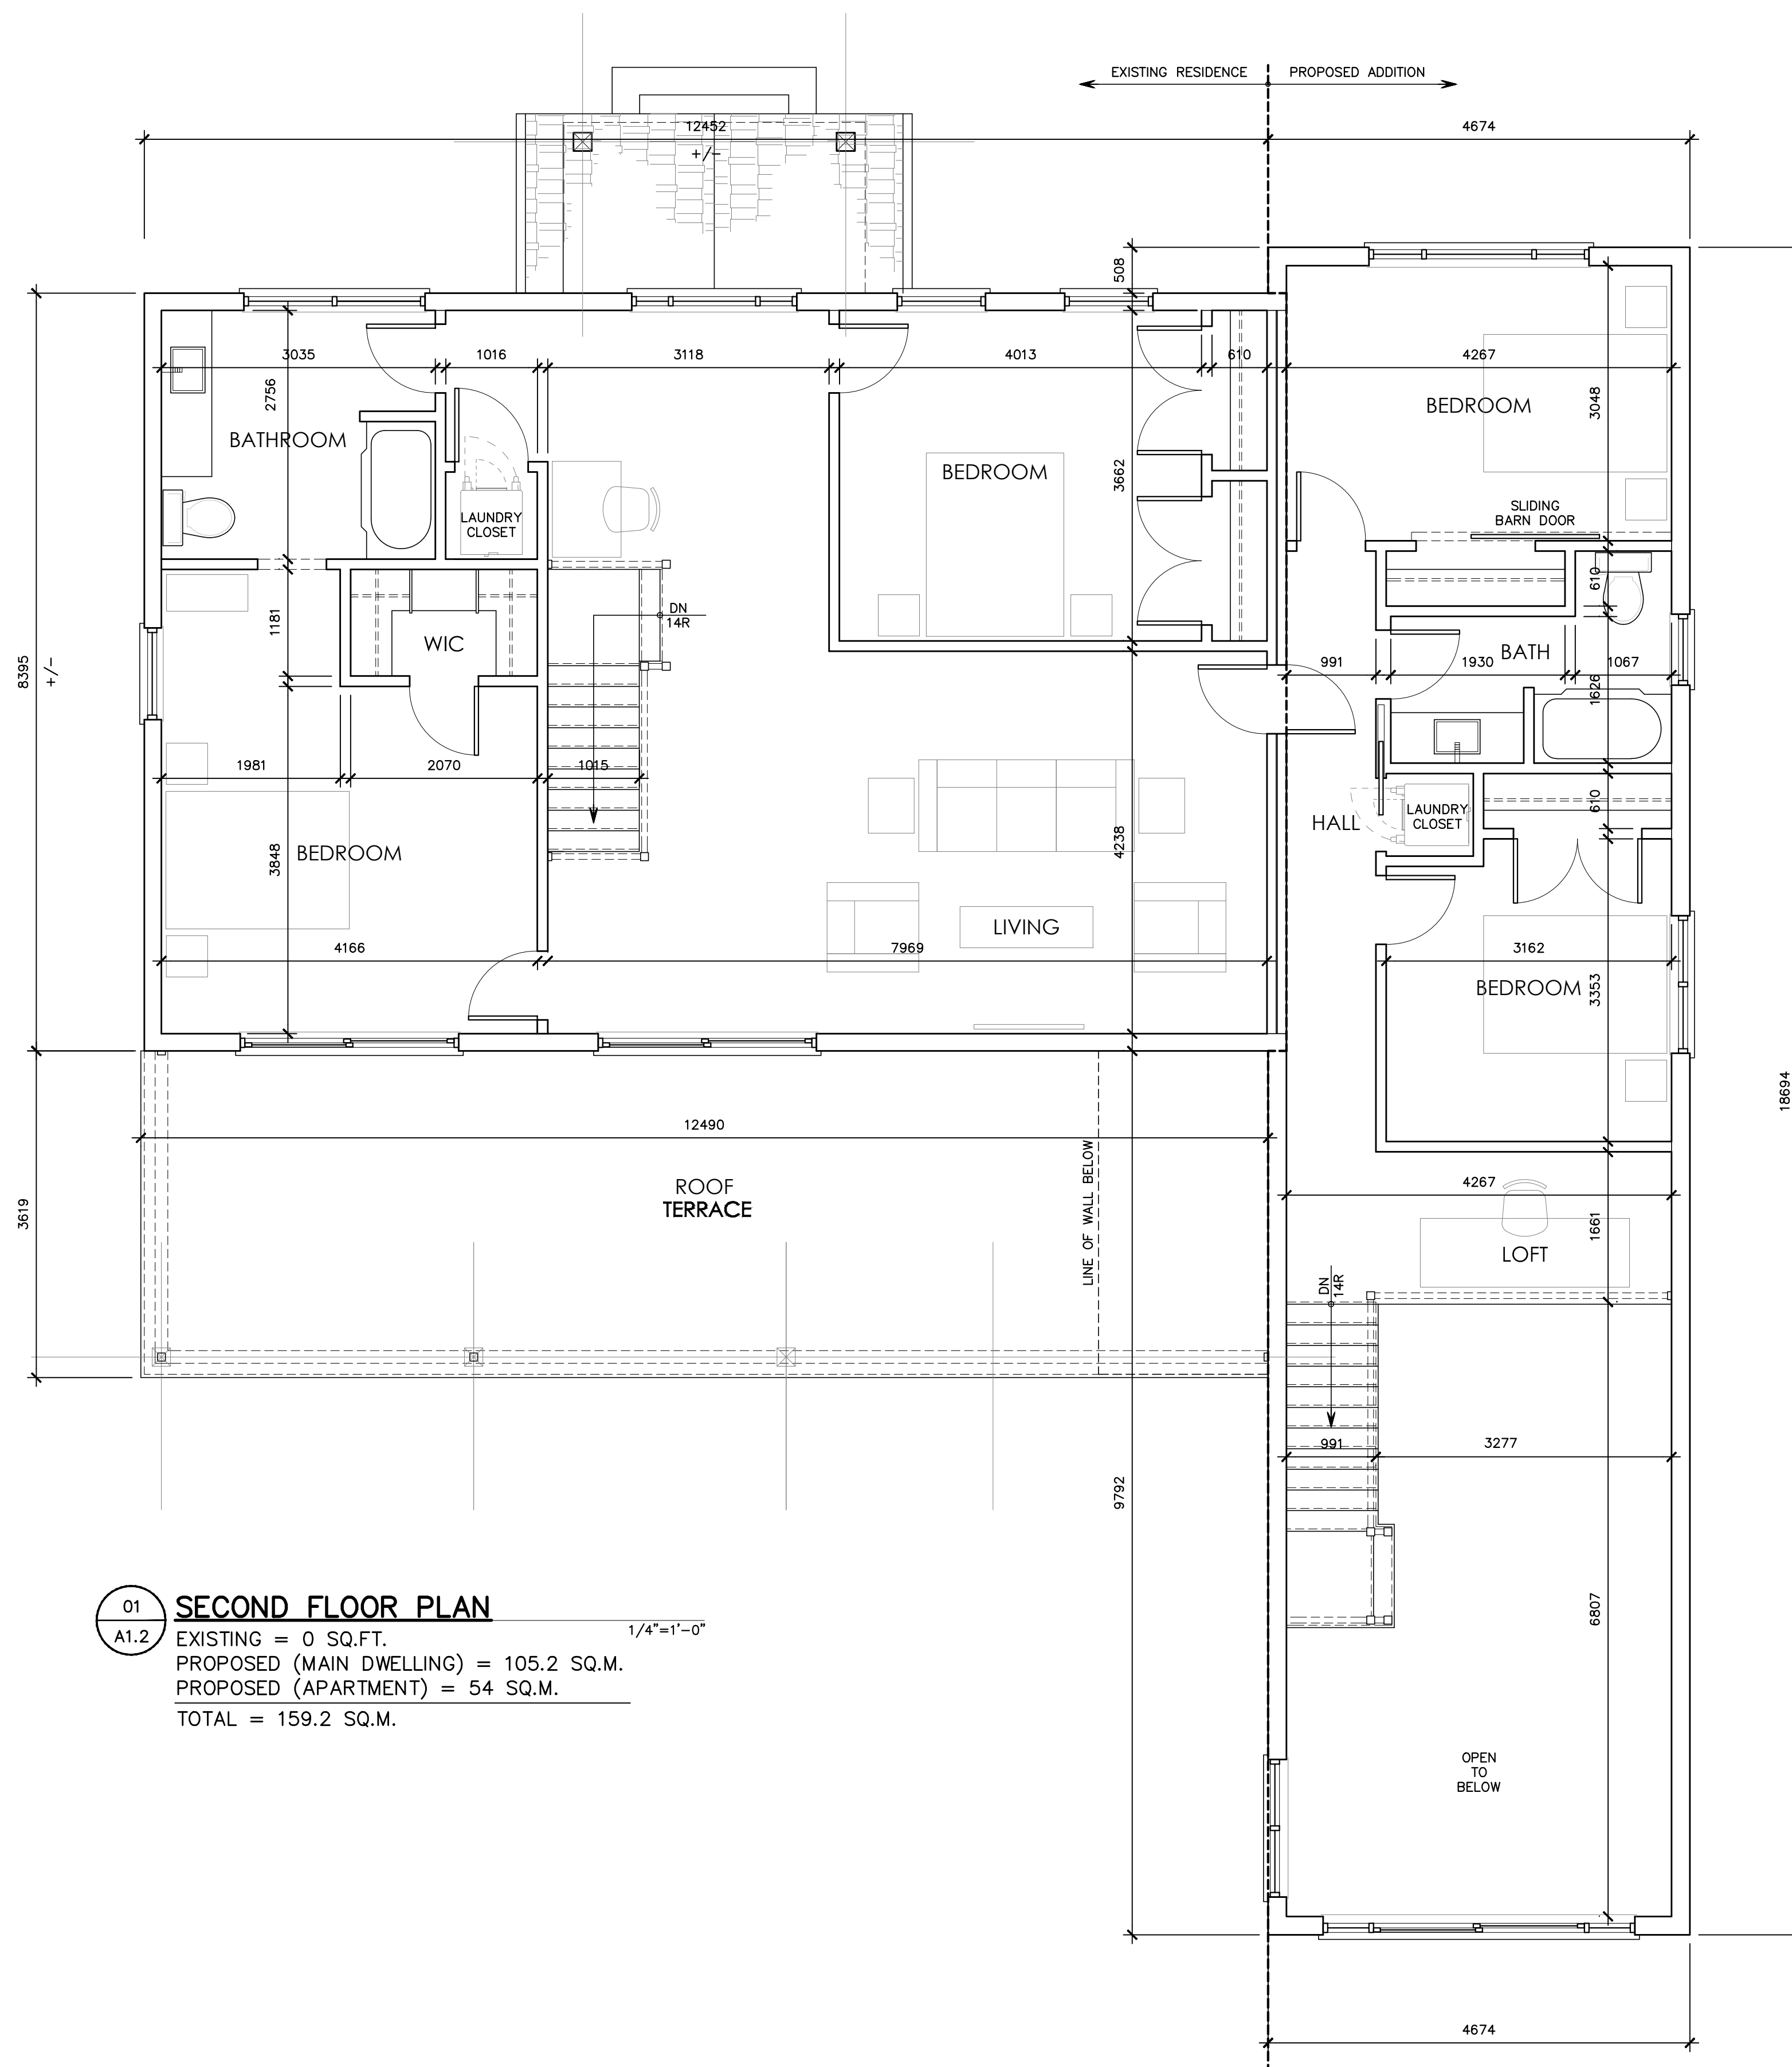 EXISTING RESIDENCE
PROPOSED ADDITION
12452
+/-
4674
508
3035
1016
3118
4013
610
4267
2756
BATHROOM
BEDROOM
BEDROOM
3048
3662
LAUNDRY
CLOSET
SLIDING
BARN DOOR
610
DN
14R
1181
WIC
BATH
991
1930
1067
1626
8395
+/-
1981
2070
1015
610
HALL
LAUNDRY
CLOSET
4238
BEDROOM
3848
LIVING
4166
7969
3162
BEDROOM
3353
18694
12490
LINE OF WALL BELOW
ROOF
TERRACE
4267
3619
1661
LOFT
DN
14R
991
3277
9792
6807
01
A1.2
SECOND FLOOR PLAN
1/4"=1'-0"
EXISTING = 0 SQ.FT.
PROPOSED (MAIN DWELLING) = 105.2 SQ.M.
PROPOSED (APARTMENT) = 54 SQ.M.
TOTAL = 159.2 SQ.M.
OPEN
TO
BELOW
4674